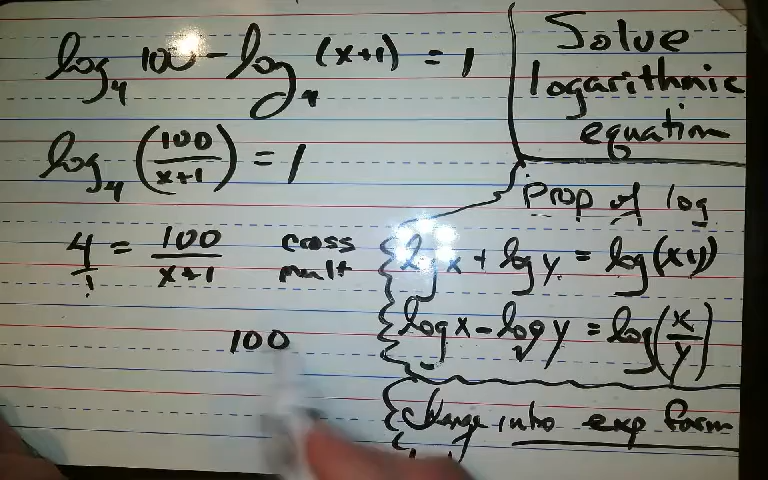 log₄ 100 - log₄ (x+1) = 1
log₄ (100/(x+1)) = 1
4/1 = 100/(x+1) cross mult
100
Solve
logarithmic
equation
Prop of log
x + log y = log(xy)
log x - log y = log(x/y)
Change into exp form